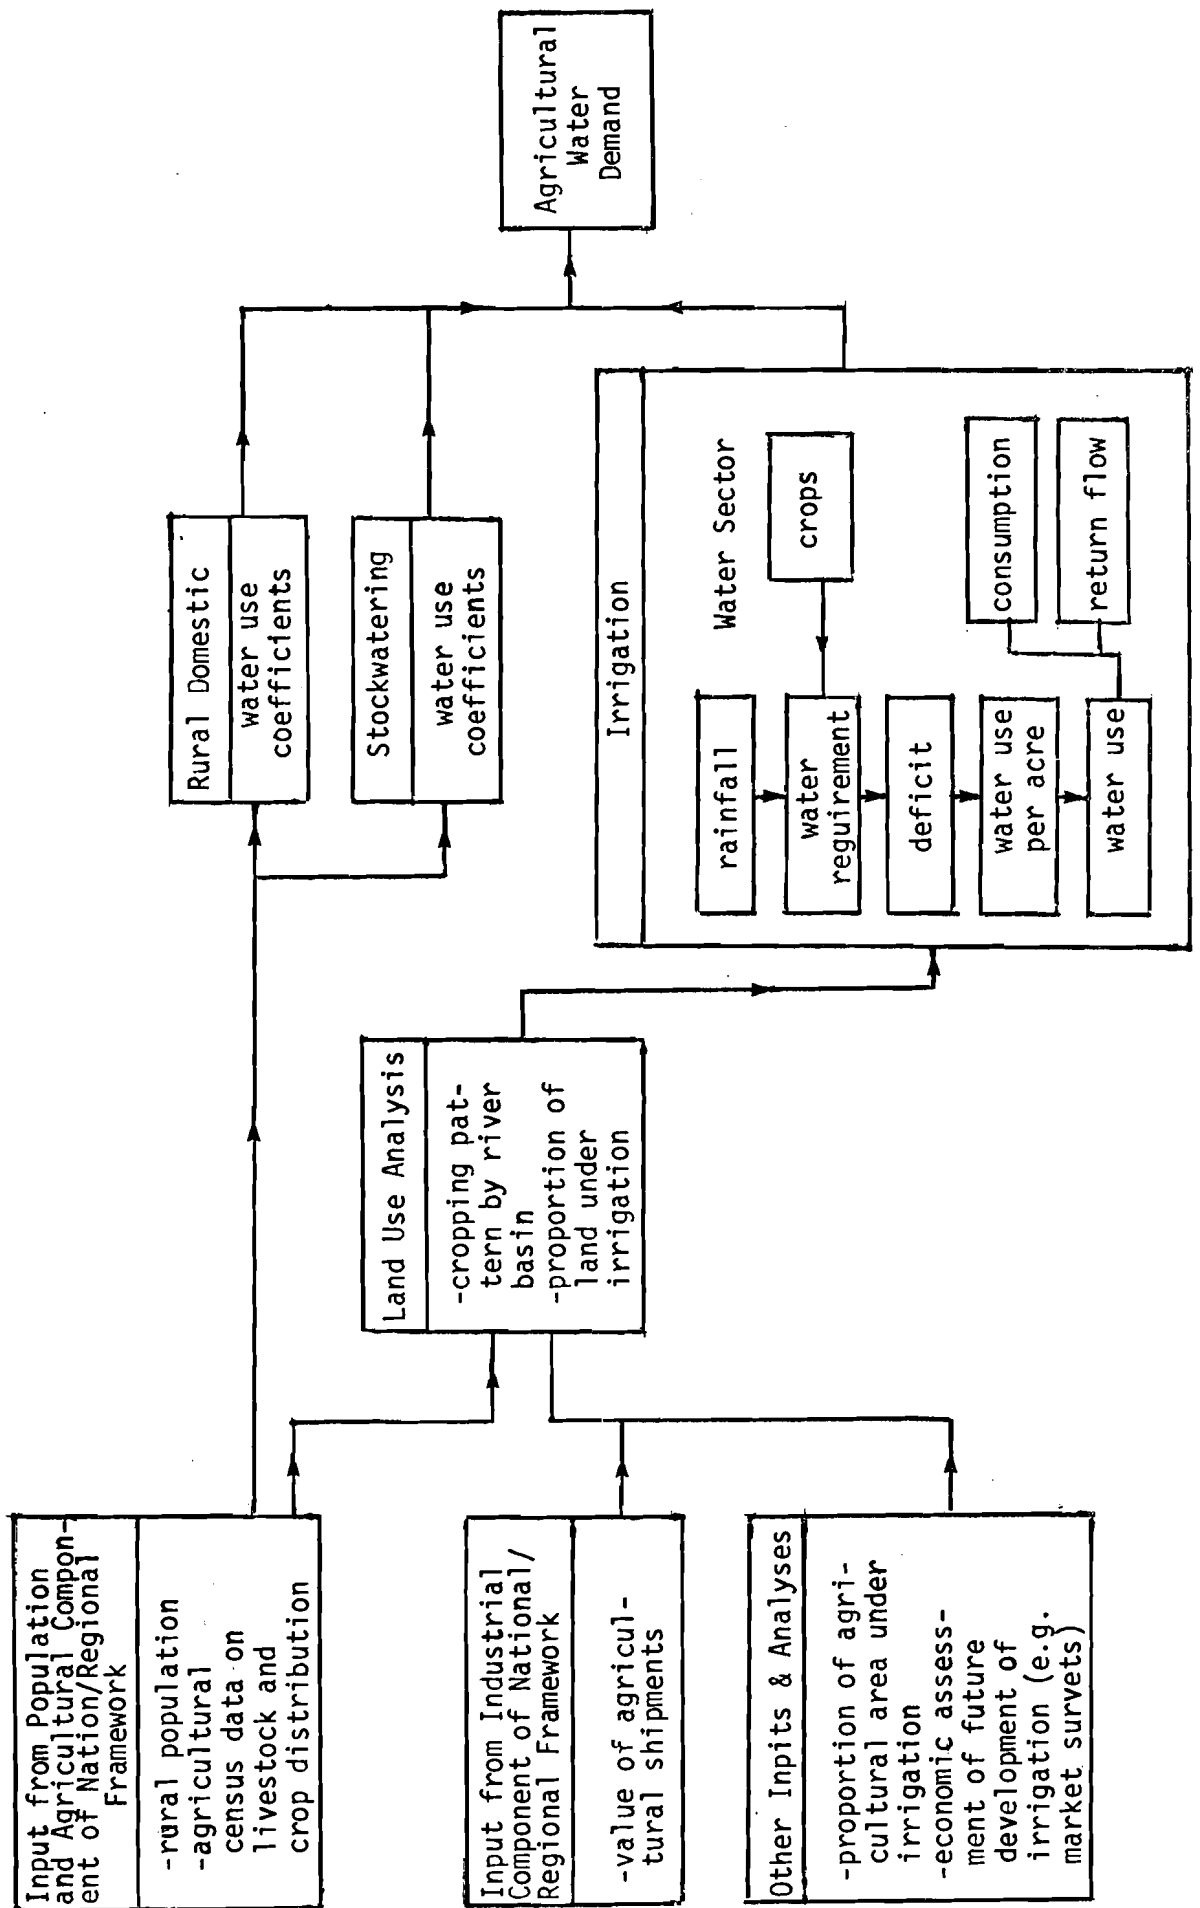 Input from Population
and Agricultural Compon-
ent of Nation/Regional
Framework
-rural population
-agricultural
census data on
livestock and
crop distribution
Input from Industrial
Component of National/
Regional Framework
-value of agricul-
tural shipments
Other Inpits & Analyses
-proportion of agri-
cultural area under
irrigation
-economic assess-
ment of future
development of
irrigation (e.g.
market survets)
Land Use Analysis
-cropping pat-
tern by river
basin
-proportion of
land under
irrigation
Rural Domestic
water use
coefficients
Stockwatering
water use
coefficients
Irrigation
Water Sector
rainfall
crops
water
reguirement
deficit
water use
per acre
water use
consumption
return flow
Agricultural
Water
Demand